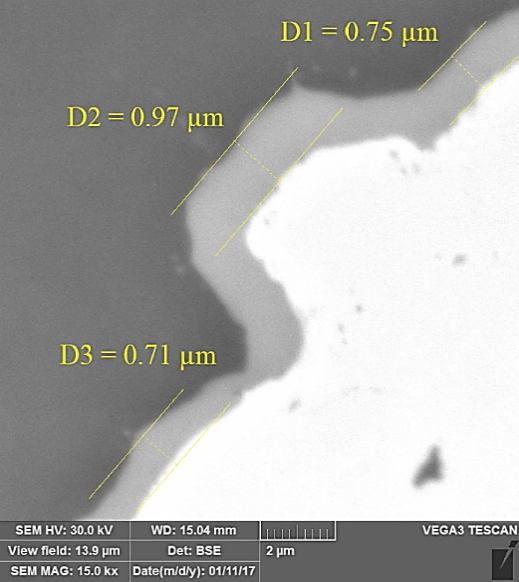 D1 = 0.75 µm
D2 = 0.97 µm
D3 = 0.71 µm
SEM HV: 30.0 kV WD: 15.04 mm VEGA3 TESCAN
View field: 13.9 µm Det: BSE 2 µm
SEM MAG: 15.0 kx Date(m/d/y): 01/11/17